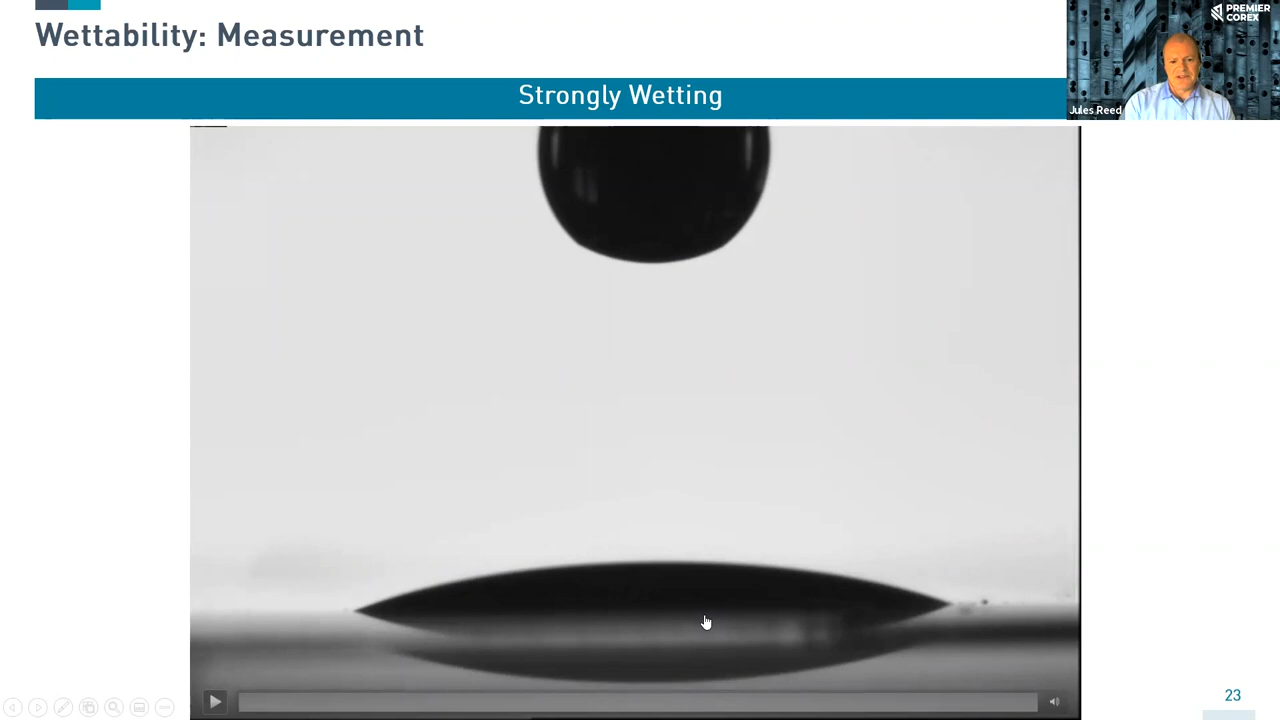 Wettability: Measurement
PREMIER
COREX
Strongly Wetting
Jules Reed
23